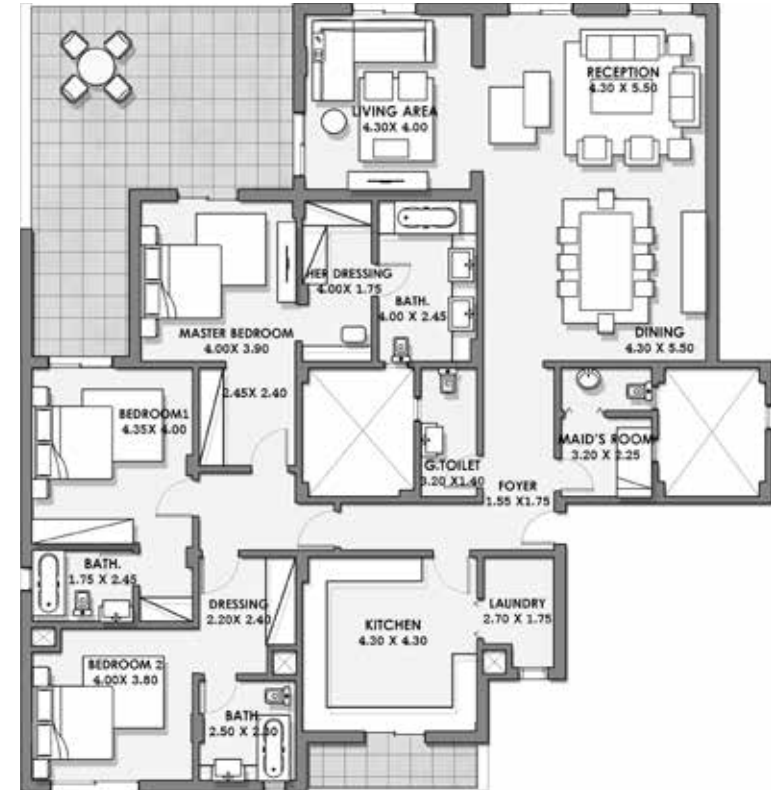 RECEPTION
4.30 X 5.50
LIVING AREA
4.30X 4.00
HER DRESSING
4.00X 1.75
BATH.
4.00 X 2.45
MASTER BEDROOM
4.00X 3.90
DINING
4.30 X 5.50
2.45X 2.40
BEDROOM1
4.35X 4.00
MAID'S ROOM
3.20 X 2.25
G.TOILET
3.20 X1.40
FOYER
1.55 X1.75
BATH.
1.75 X 2.45
DRESSING
2.20X 2.40
KITCHEN
4.30 X 4.30
LAUNDRY
2.70 X 1.75
BEDROOM 2
4.00X 3.80
BATH
2.50 X 2.30